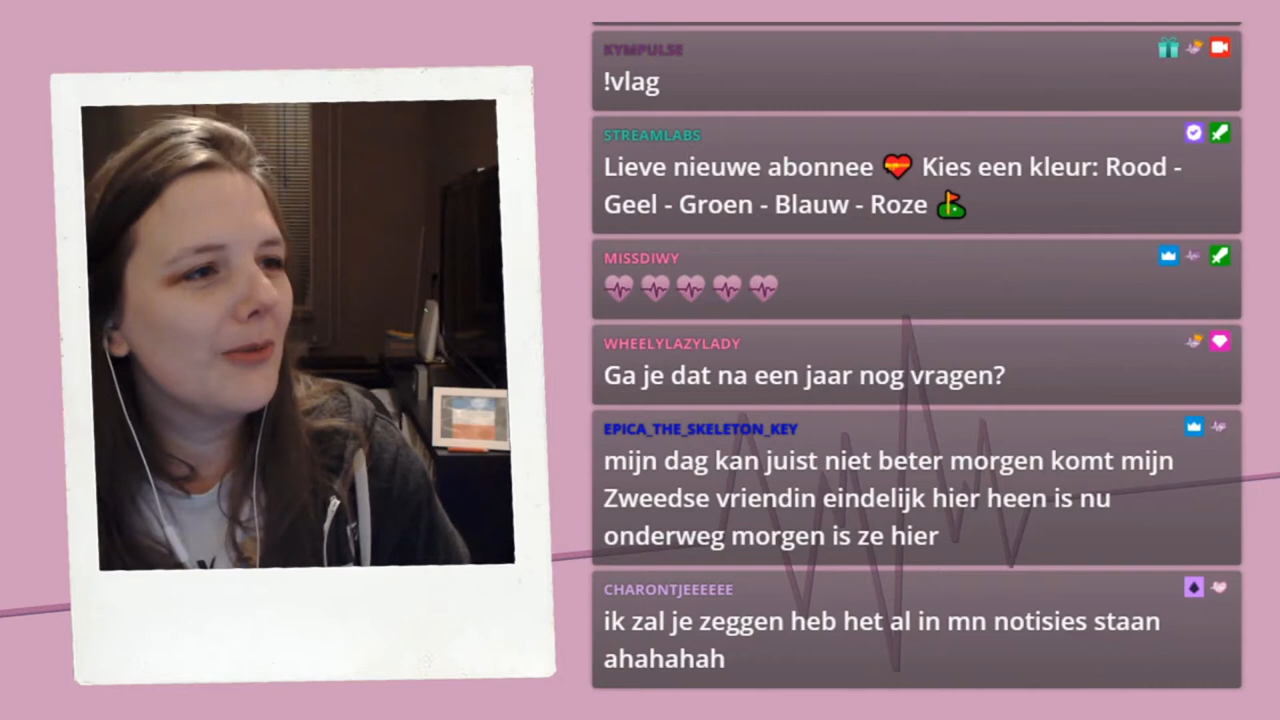 KYMPULSE
!vlag
STREAMLABS
Lieve nieuwe abonnee Kies een kleur: Rood -
Geel - Groen - Blauw - Roze
MISSDIWY
WHEELYLAZYLADY
Ga je dat na een jaar nog vragen?
EPICA_THE_SKELETON_KEY
mijn dag kan juist niet beter morgen komt mijn
Zweedse vriendin eindelijk hier heen is nu
onderweg morgen is ze hier
CHARONTJEEEEEE
ik zal je zeggen heb het al in mn notisies staan
ahahahah